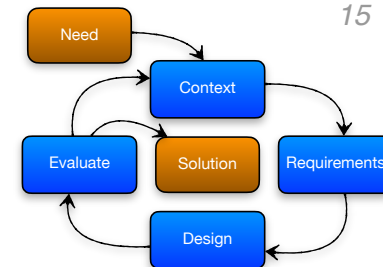 15
Need
Context
Evaluate
Solution
Requirements
Design